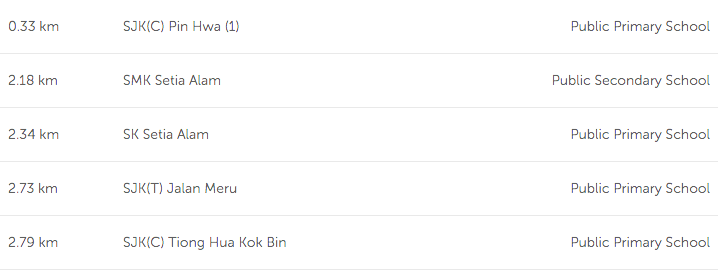 0.33 km SJK(C) Pin Hwa (1) Public Primary School
2.18 km SMK Setia Alam Public Secondary School
2.34 km SK Setia Alam Public Primary School
2.73 km SJK(T) Jalan Meru Public Primary School
2.79 km SJK(C) Tiong Hua Kok Bin Public Primary School